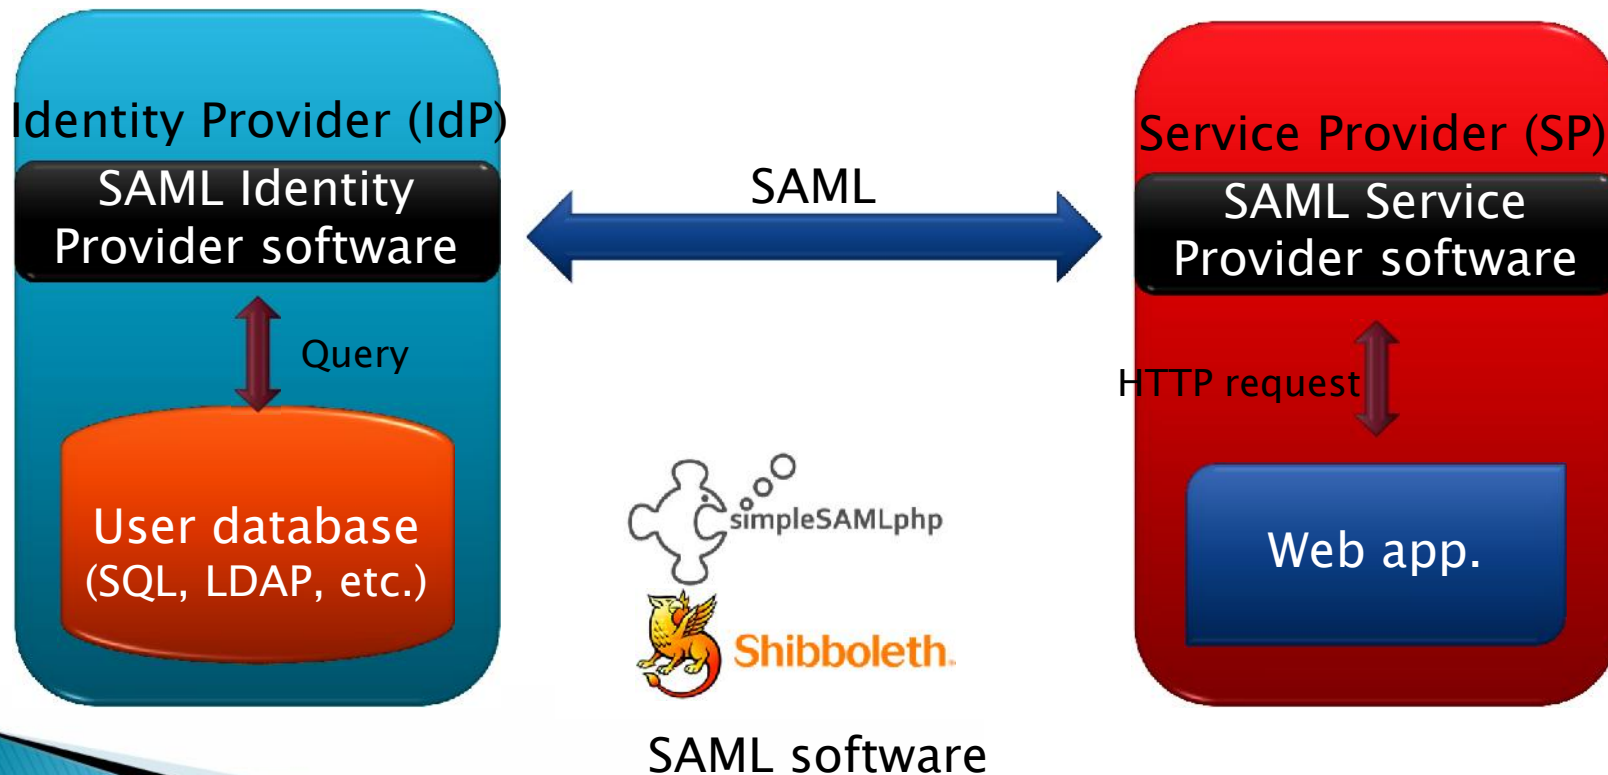 Identity Provider (IdP)
SAML Identity
Provider software
Query
User database
(SQL, LDAP, etc.)
SAML
simpleSAMLphp
Shibboleth.
SAML software
Service Provider (SP)
SAML Service
Provider software
HTTP request
Web app.